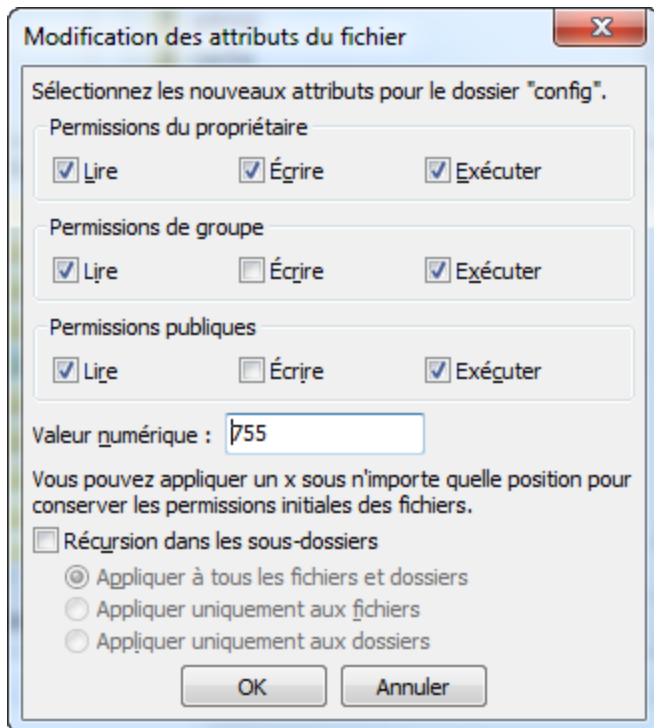 Modification des attributs du fichier
Sélectionnez les nouveaux attributs pour le dossier "config".
Permissions du propriétaire
Lire Écrire Exécuter
Permissions de groupe
Lire Écrire Exécuter
Permissions publiques
Lire Écrire Exécuter
Valeur numérique : 755
Vous pouvez appliquer un x sous n'importe quelle position pour
conserver les permissions initiales des fichiers.
Récursion dans les sous-dossiers
Appliquer à tous les fichiers et dossiers
Appliquer uniquement aux fichiers
Appliquer uniquement aux dossiers
OK Annuler